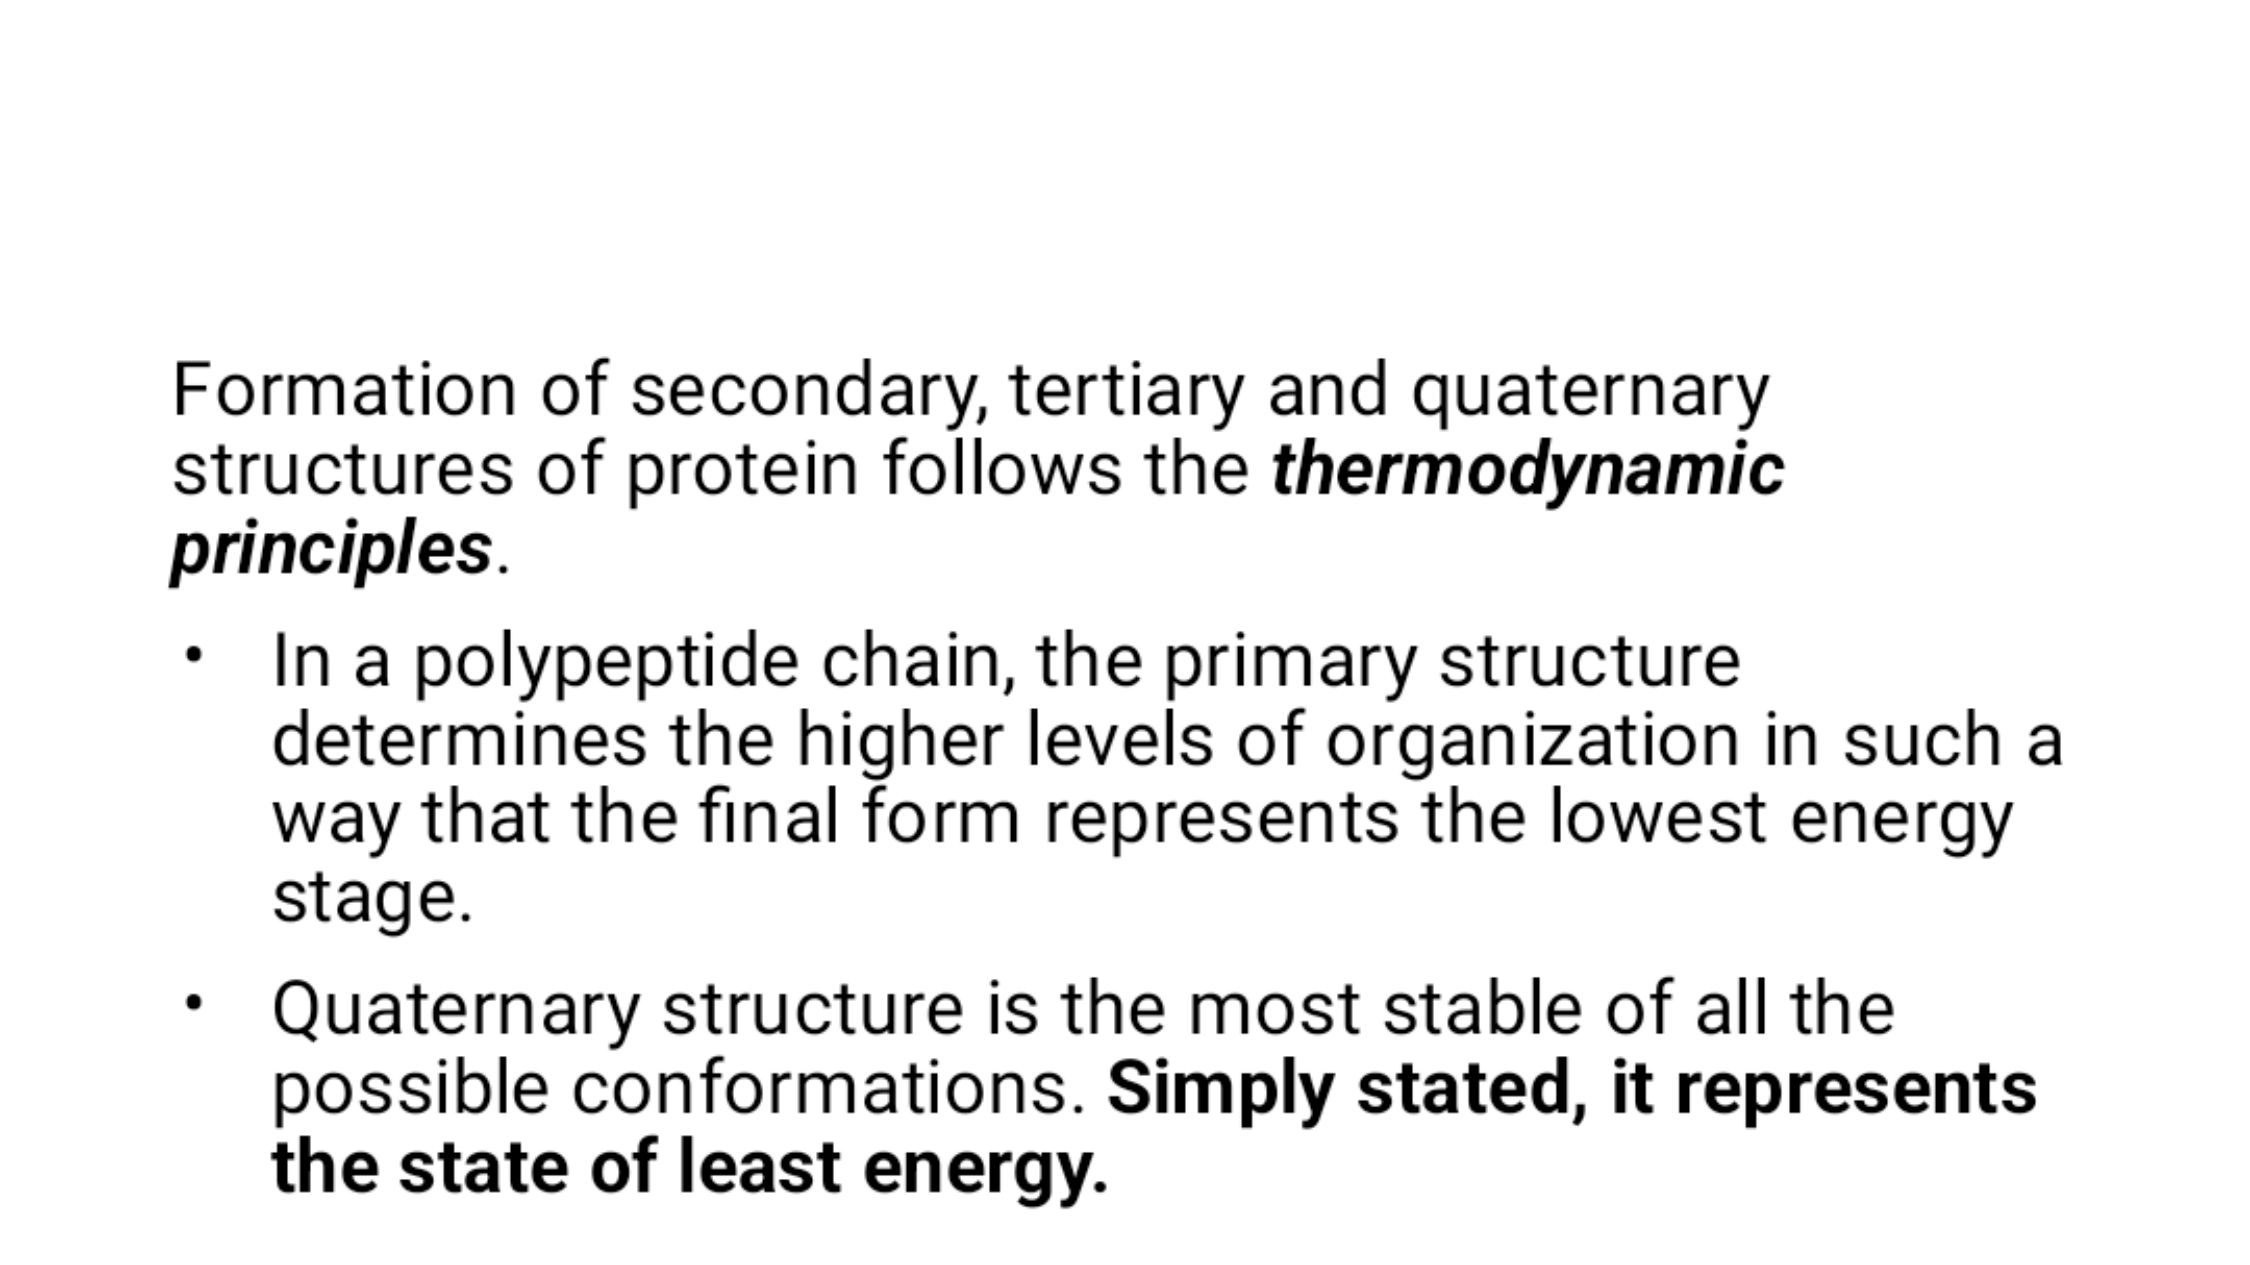 Formation of secondary, tertiary and quaternary
structures of protein follows the thermodynamic
principles.
• In a polypeptide chain, the primary structure
determines the higher levels of organization in such a
way that the final form represents the lowest energy
stage.
• Quaternary structure is the most stable of all the
possible conformations. Simply stated, it represents
the state of least energy.